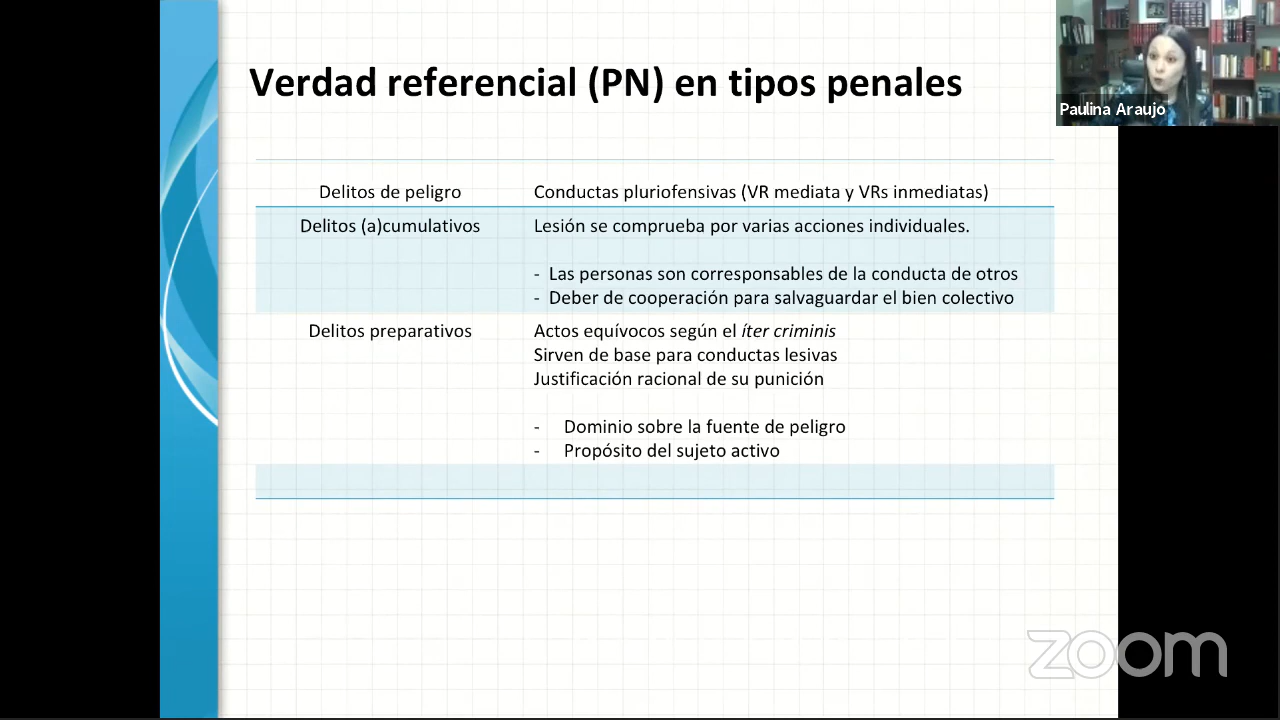 Verdad referencial (PN) en tipos penales
Paulina Araujo
Delitos de peligro
Conductas pluriofensivas (VR mediata y VRs inmediatas)
Delitos (a)cumulativos
Lesión se comprueba por varias acciones individuales.
- Las personas son corresponsables de la conducta de otros
- Deber de cooperación para salvaguardar el bien colectivo
Delitos preparativos
Actos equívocos según el íter criminis
Sirven de base para conductas lesivas
Justificación racional de su punición
- Dominio sobre la fuente de peligro
- Propósito del sujeto activo
zoom